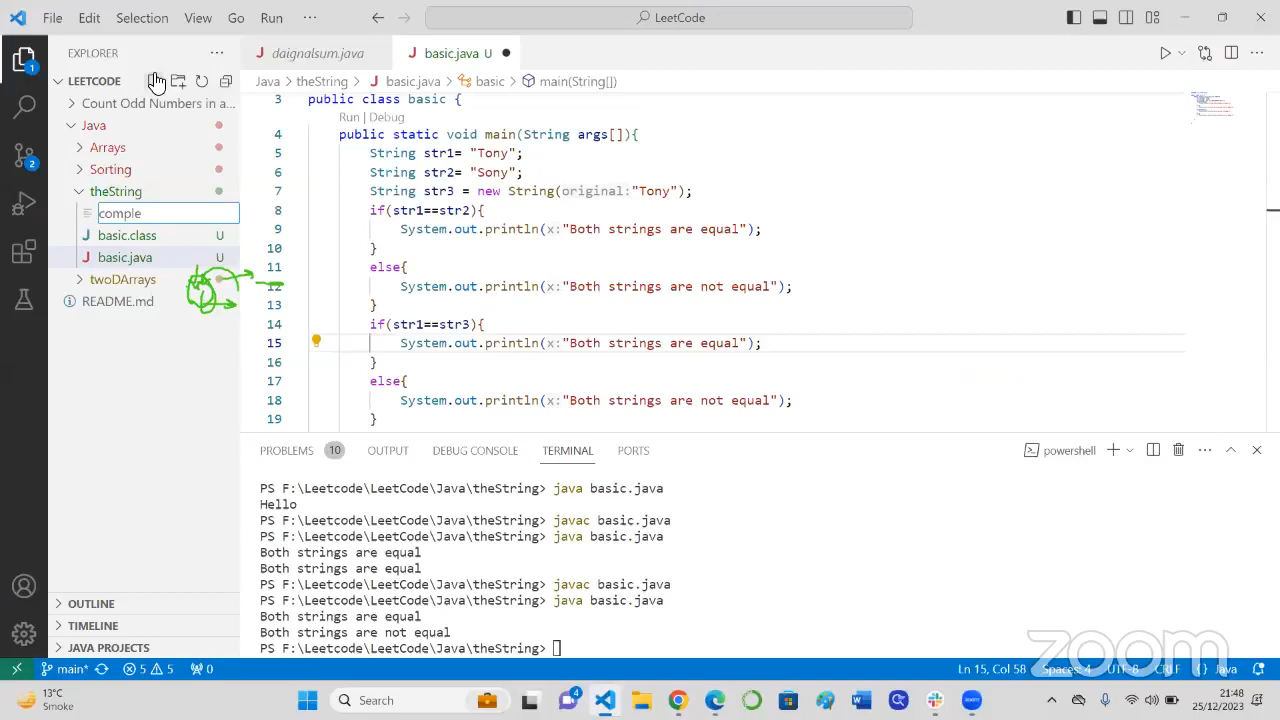 File Edit Selection View Go Run ··· LeetCode
EXPLORER ···
daignalsum.java basic.java U
LEETCODE
Java > theString > basic.java > basic > main(String[])
Count Odd Numbers in a...
Java
Arrays
Sorting
theString
comple
basic.class U
basic.java U
twoDArrays
README.md
OUTLINE
TIMELINE
JAVA PROJECTS
3 public class basic {
Run | Debug
4 public static void main(String args[]){
5 String str1= "Tony";
6 String str2= "Sony";
7 String str3 = new String(original:"Tony");
8 if(str1==str2){
9 System.out.println(x:"Both strings are equal");
10 }
11 else{
12 System.out.println(x:"Both strings are not equal");
13 }
14 if(str1==str3){
15 System.out.println(x:"Both strings are equal");
16 }
17 else{
18 System.out.println(x:"Both strings are not equal");
19 }
PROBLEMS 10 OUTPUT DEBUG CONSOLE TERMINAL PORTS powershell
PS F:\Leetcode\LeetCode\Java\theString> java basic.java
Hello
PS F:\Leetcode\LeetCode\Java\theString> javac basic.java
PS F:\Leetcode\LeetCode\Java\theString> java basic.java
Both strings are equal
Both strings are equal
PS F:\Leetcode\LeetCode\Java\theString> javac basic.java
PS F:\Leetcode\LeetCode\Java\theString> java basic.java
Both strings are equal
Both strings are not equal
PS F:\Leetcode\LeetCode\Java\theString>
zoom
main* 5 5 0 Ln 15, Col 58 Spaces: 4 UTF-8 CRLF {} Java
13°C
Smoke
Search
4
21:48
25/12/2023
1
2